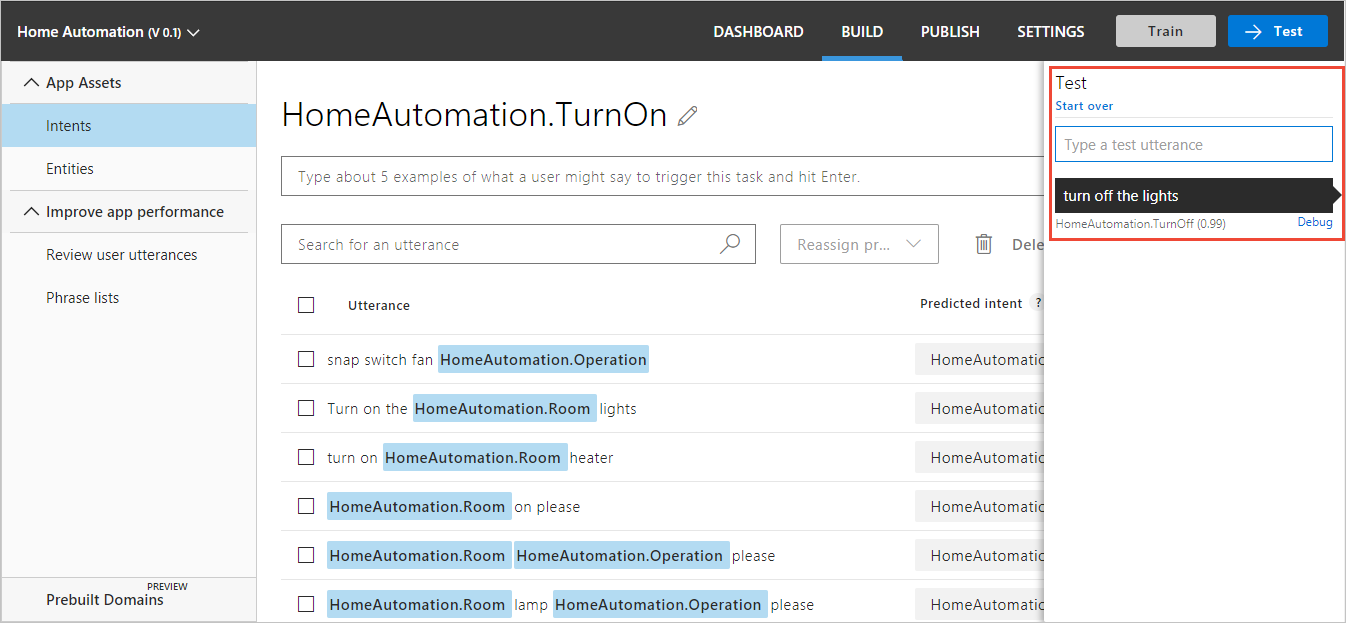 Home Automation (V 0.1)
DASHBOARD
BUILD
PUBLISH
SETTINGS
Train
Test
App Assets
Intents
Entities
Improve app performance
Review user utterances
Phrase lists
PREVIEW
Prebuilt Domains
HomeAutomation.TurnOn
Type about 5 examples of what a user might say to trigger this task and hit Enter.
Search for an utterance
Reassign pr...
Dele
Utterance
Predicted intent ?
snap switch fan HomeAutomation.Operation
HomeAutomatic
Turn on the HomeAutomation.Room lights
HomeAutomatic
turn on HomeAutomation.Room heater
HomeAutomatic
HomeAutomation.Room on please
HomeAutomatic
HomeAutomation.Room HomeAutomation.Operation please
HomeAutomatic
HomeAutomation.Room lamp HomeAutomation.Operation please
HomeAutomatic
Test
Start over
Type a test utterance
turn off the lights
HomeAutomation.TurnOff (0.99)
Debug